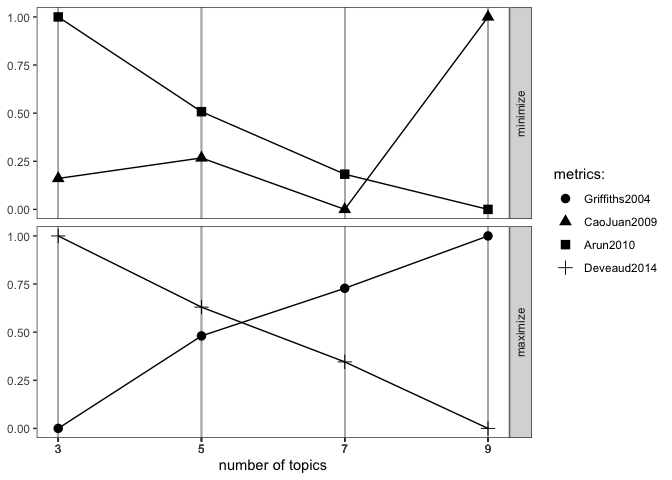 1.00
0.75
0.50
0.25
0.00
minimize
1.00
0.75
0.50
0.25
0.00
maximize
3 5 7 9
number of topics
metrics:
Griffiths2004
CaoJuan2009
Arun2010
Deveaud2014